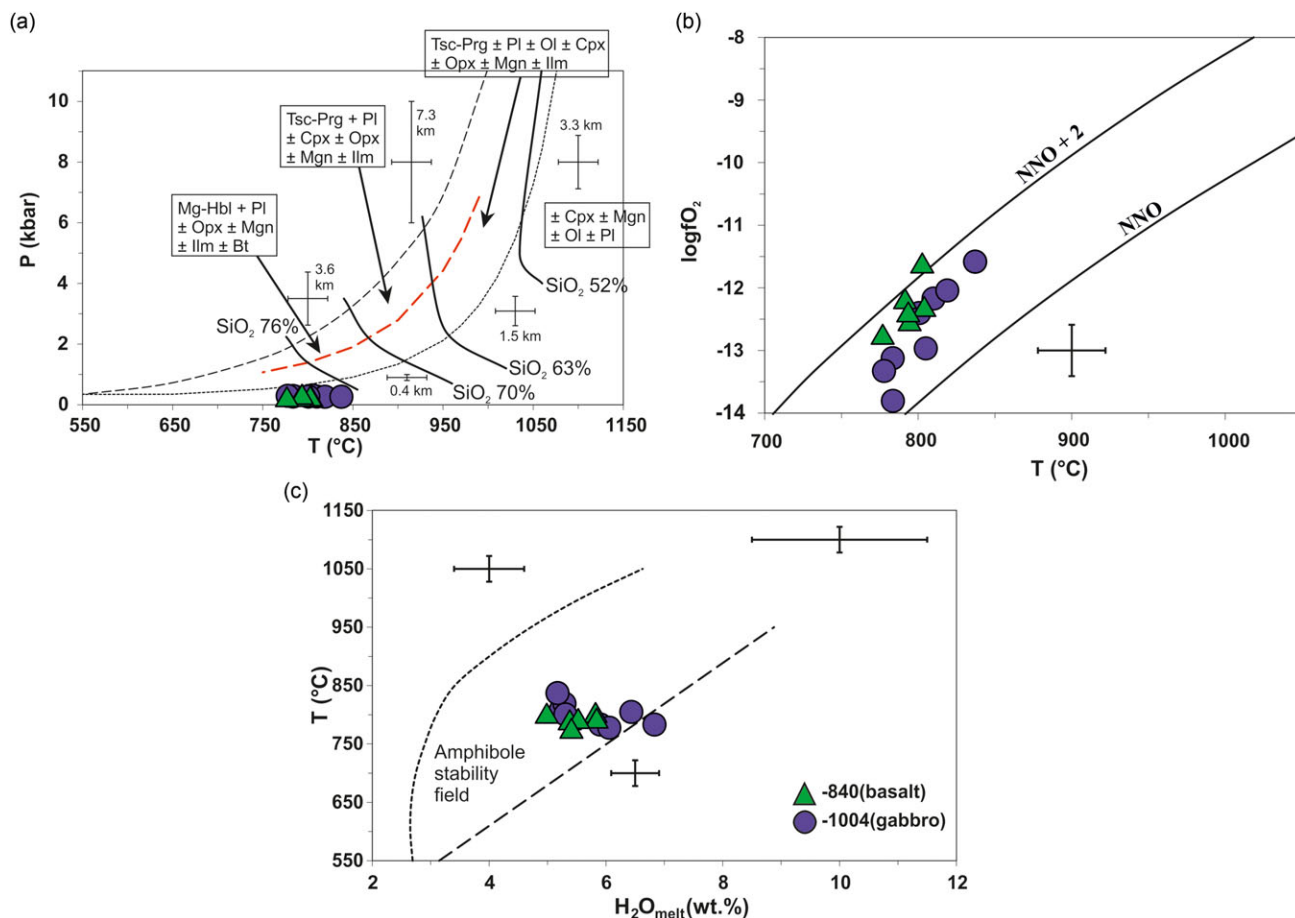 (a)
Tsc-Prg ± Pl ± Ol ± Cpx
± Opx ± Mgn ± Ilm
Tsc-Prg + Pl
± Cpx ± Opx
± Mgn ± Ilm
7.3
km
3.3 km
Mg-Hbl + Pl
± Opx ± Mgn
± Ilm ± Bt
± Cpx ± Mgn
± Ol ± Pl
3.6
km
SiO₂ 76%
SiO₂ 52%
1.5 km
SiO₂ 63%
0.4 km
SiO₂ 70%
P (kbar)
10
8
6
4
2
0
550
650
750
850
950
1050
1150
T (°C)
(b)
logfO₂
-8
-9
-10
-11
-12
-13
-14
NNO + 2
NNO
700
800
900
1000
T (°C)
(c)
T (°C)
1150
1050
950
850
750
650
550
Amphibole
stability
field
-840(basalt)
-1004(gabbro)
2
4
6
8
10
12
H₂Oₘₑₗₜ(wt.%)